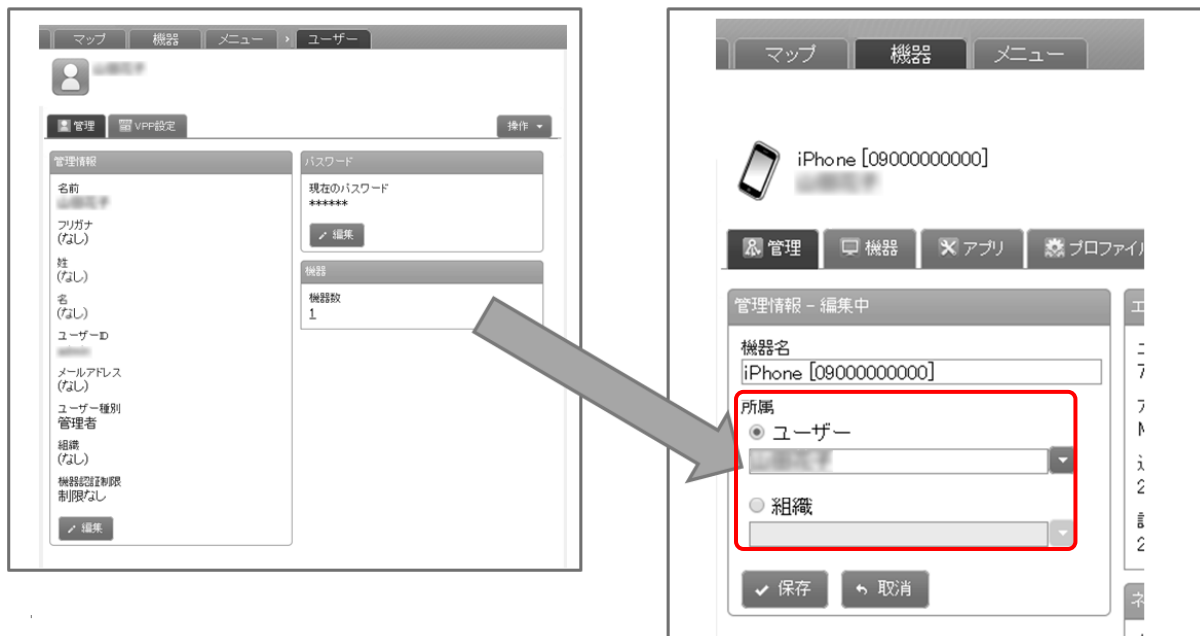 マップ 機器 メニュー ユーザー
管理 VPP設定 操作
管理情報
名前
フリガナ
(なし)
姓
(なし)
名
(なし)
ユーザーID
メールアドレス
(なし)
ユーザー種別
管理者
組織
(なし)
機器認証制限
制限なし
編集
パスワード
現在のパスワード
******
編集
機器
機器数
1
マップ 機器 メニュー
iPhone [09000000000]
管理 機器 アプリ プロファイル
管理情報 – 編集中
機器名
iPhone [09000000000]
所属
ユーザー
組織
保存 取消